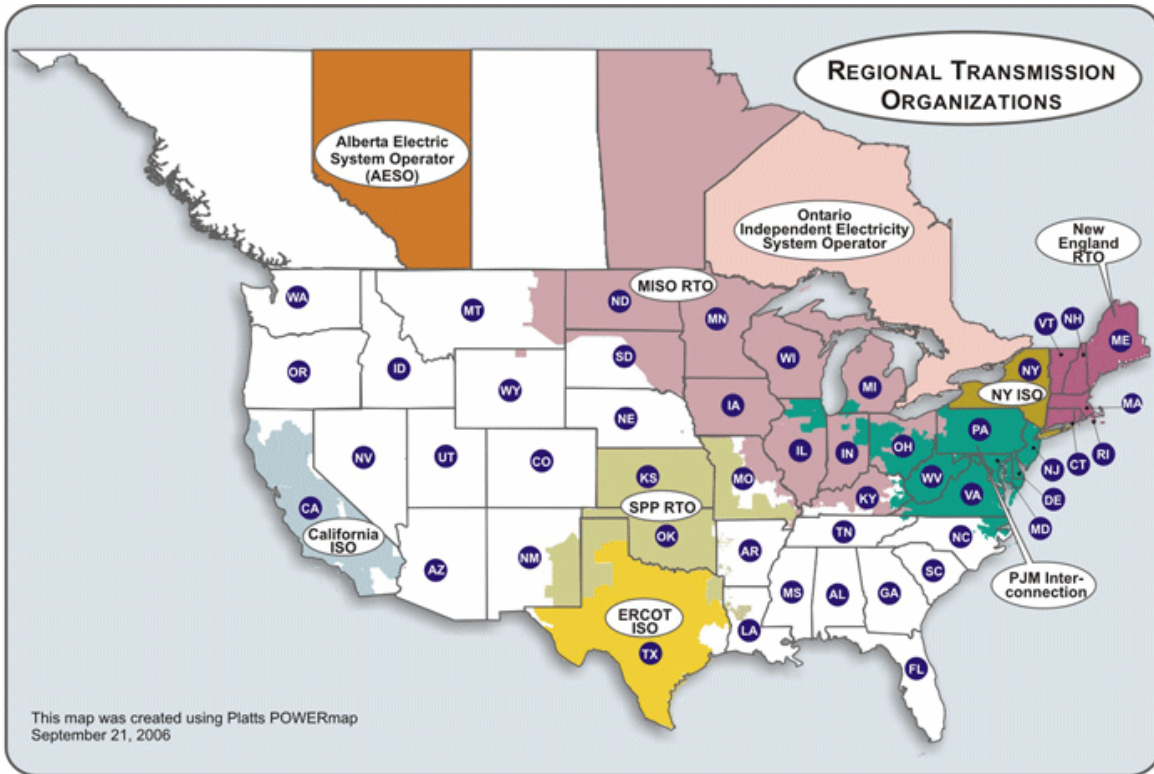 REGIONAL TRANSMISSION
ORGANIZATIONS
Alberta Electric
System Operator
(AESO)
Ontario
Independent Electricity
System Operator
New
England
RTO
MISO RTO
WA
MT
ND
MN
VT
NH
ME
OR
ID
WY
SD
WI
MI
NY
NY ISO
MA
NE
IA
PA
NV
UT
CO
IL
IN
OH
WV
VA
NJ
CT
RI
DE
MD
CA
California
ISO
KS
MO
KY
SPP RTO
OK
AZ
NM
AR
TN
NC
SC
PJM Inter-
connection
MS
AL
GA
ERCOT
ISO
TX
LA
FL
This map was created using Platts POWERmap
September 21, 2006